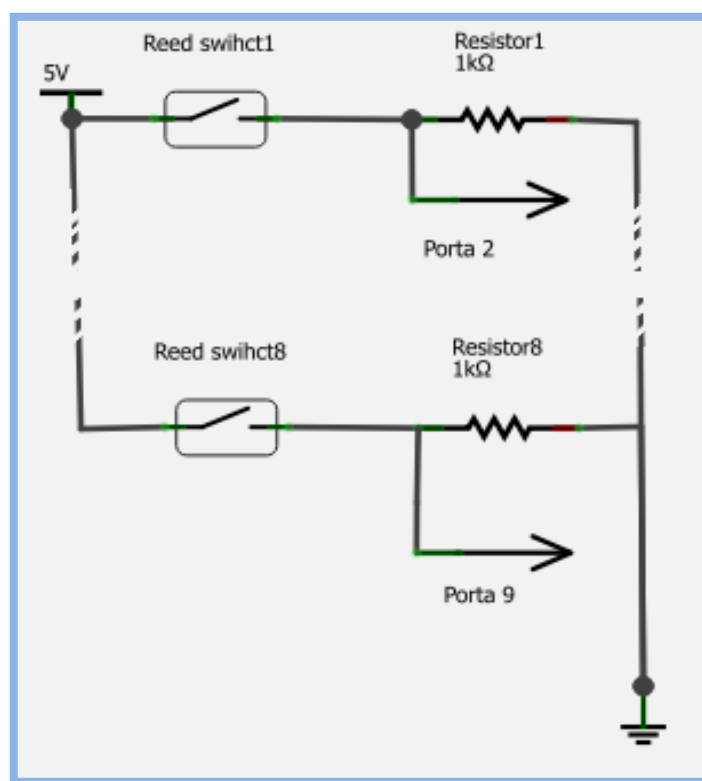 Reed swihct1
Resistor1
1kΩ
5V
Porta 2
Reed swihct8
Resistor8
1kΩ
Porta 9